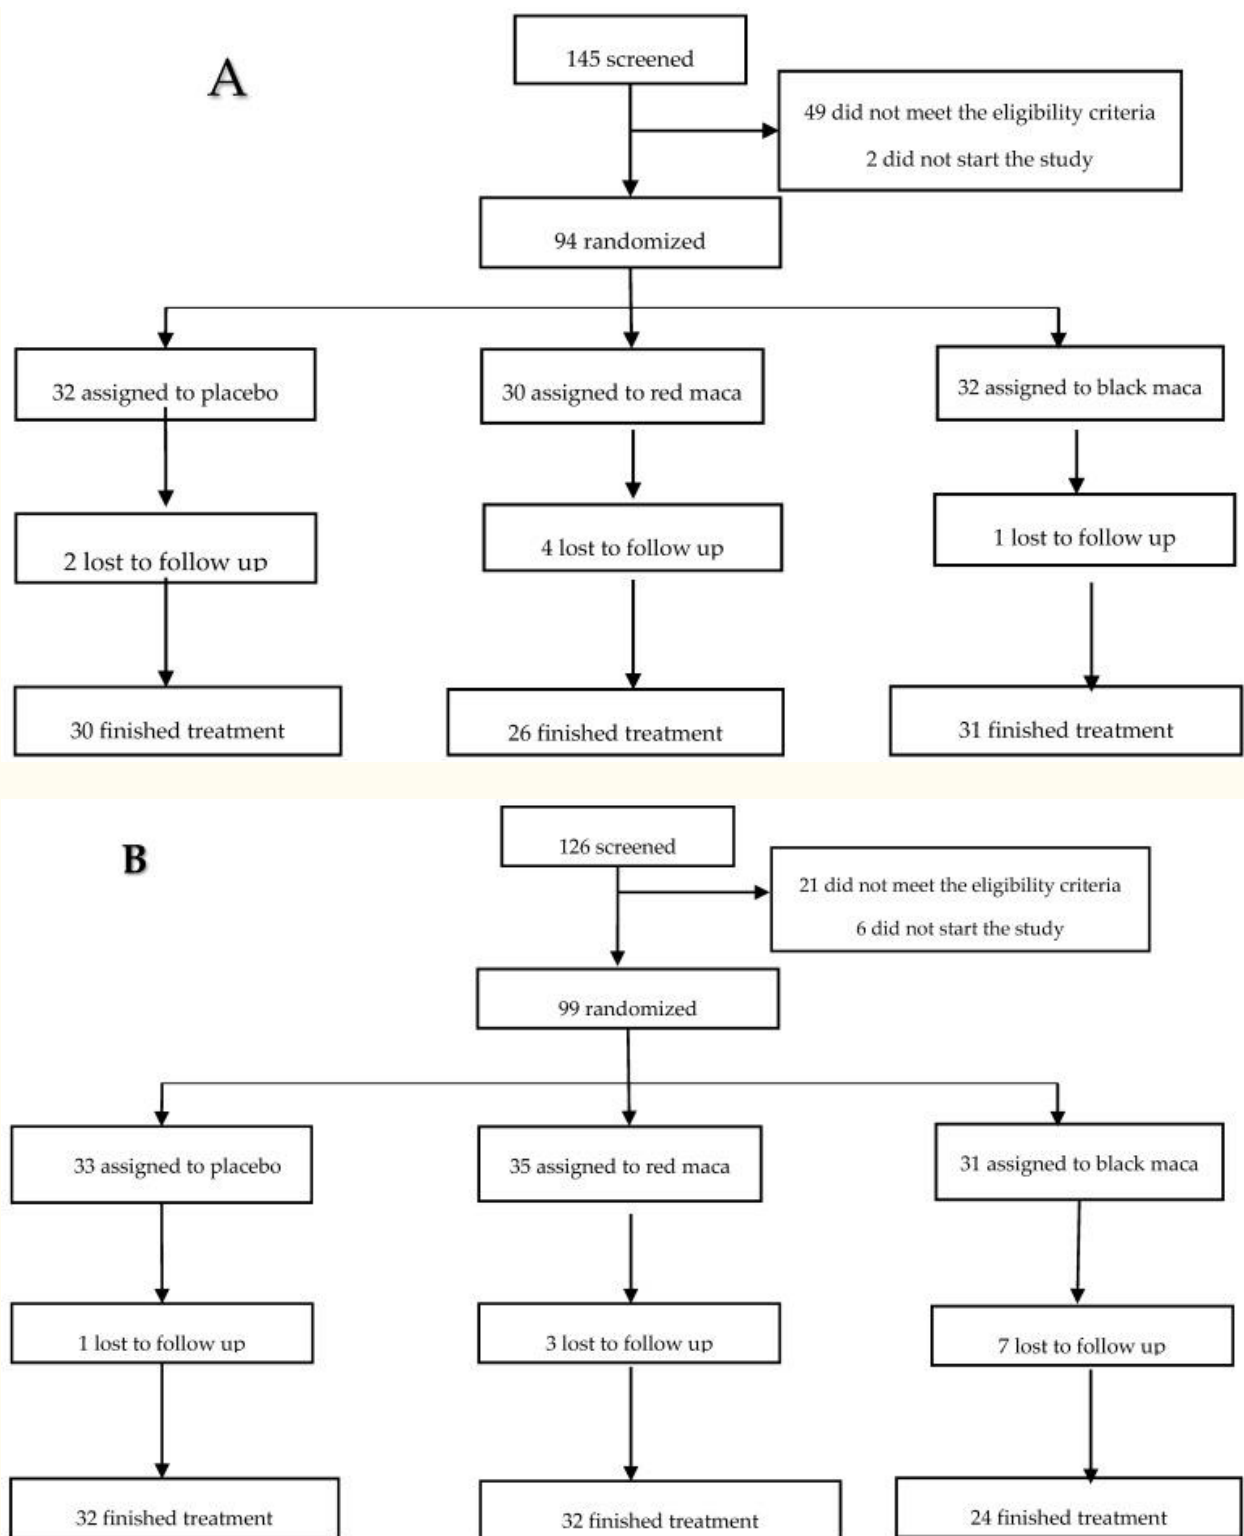 A
145 screened
49 did not meet the eligibility criteria
2 did not start the study
94 randomized
32 assigned to placebo
30 assigned to red maca
32 assigned to black maca
2 lost to follow up
4 lost to follow up
1 lost to follow up
30 finished treatment
26 finished treatment
31 finished treatment
B
126 screened
21 did not meet the eligibility criteria
6 did not start the study
99 randomized
33 assigned to placebo
35 assigned to red maca
31 assigned to black maca
1 lost to follow up
3 lost to follow up
7 lost to follow up
32 finished treatment
32 finished treatment
24 finished treatment